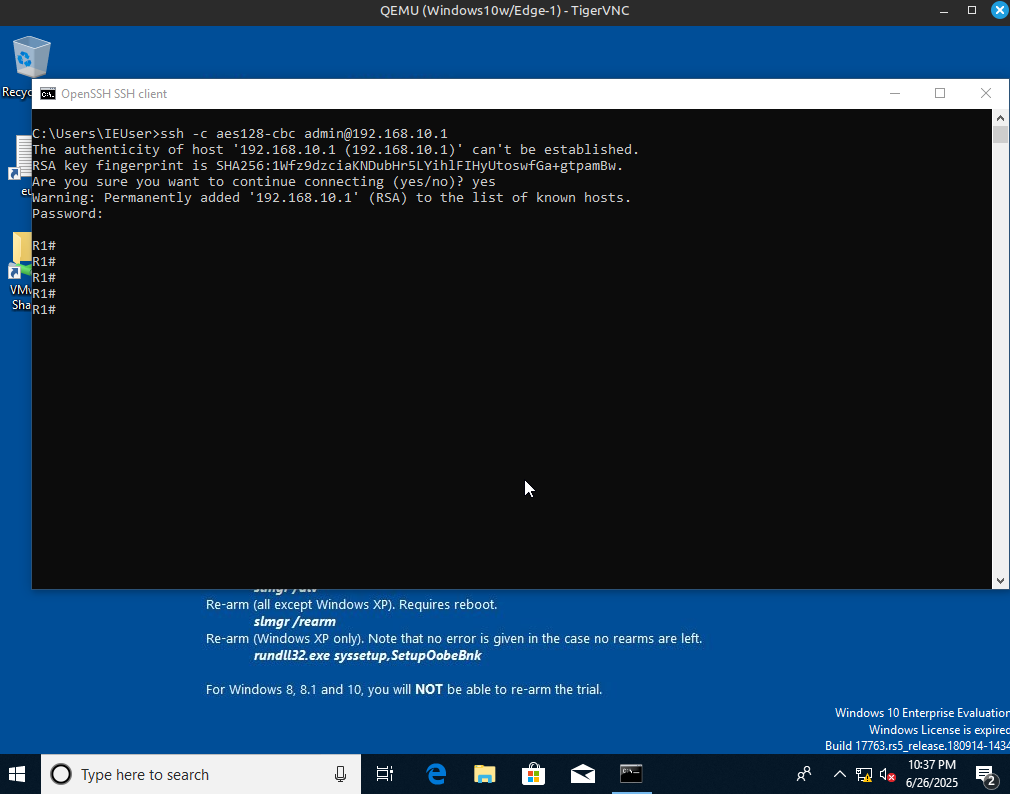 QEMU (Windows10w/Edge-1) - TigerVNC
Recyc
OpenSSH SSH client
C:\Users\IEUser>ssh -c aes128-cbc admin@192.168.10.1
The authenticity of host '192.168.10.1 (192.168.10.1)' can't be established.
RSA key fingerprint is SHA256:1Wfz9dzciaKNDubHr5LYihlFIHyUtoswfGa+gtpamBw.
Are you sure you want to continue connecting (yes/no)? yes
Warning: Permanently added '192.168.10.1' (RSA) to the list of known hosts.
Password:
R1#
R1#
R1#
R1#
R1#
eu
VMw
Sha
slmgr /dlv
Re-arm (all except Windows XP). Requires reboot.
slmgr /rearm
Re-arm (Windows XP only). Note that no error is given in the case no rearms are left.
rundll32.exe syssetup,SetupOobeBnk
For Windows 8, 8.1 and 10, you will NOT be able to re-arm the trial.
Windows 10 Enterprise Evaluation
Windows License is expired
Build 17763.rs5_release.180914-1434
Type here to search
10:37 PM
6/26/2025
2